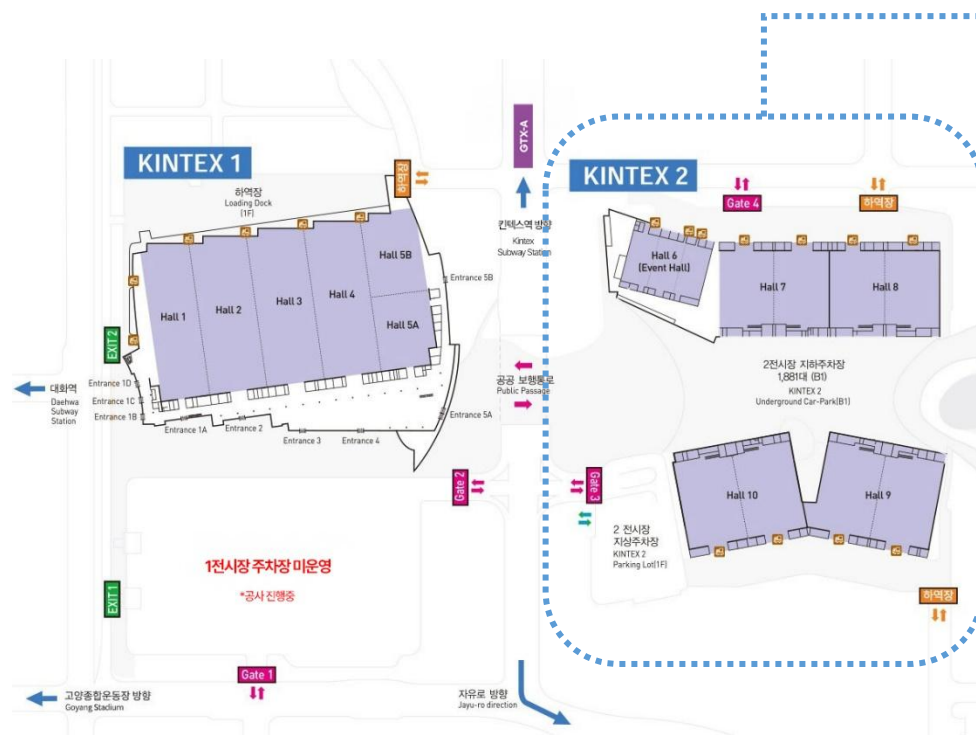 GTX-A
KINTEX 1
KINTEX 2
하역장
하역장
Loading Dock
(1F)
Gate 4
하역장
킨텍스역 방향
Kintex
Subway Station
Hall 5B
Hall 6
(Event Hall)
Entrance 5B
Hall 4
Hall 7
Hall 8
Hall 3
Hall 2
Hall 1
Hall 5A
EXIT 2
2전시장 지하주차장
1,881대 (B1)
KINTEX 2
Underground Car-Park(B1)
공공 보행통로
Public Passage
대화역
Daehwa
Subway
Station
Entrance 1D
Entrance 1C
Entrance 1B
Entrance 1A
Entrance 2
Entrance 3
Entrance 4
Entrance 5A
Gate 2
Gate 3
Hall 10
Hall 9
2 전시장
지상주차장
KINTEX 2
Parking Lot(1F)
1전시장 주차장 미운영
*공사 진행중
EXIT 1
하역장
Gate 1
고양종합운동장 방향
Goyang Stadium
자유로 방향
Jayu-ro direction